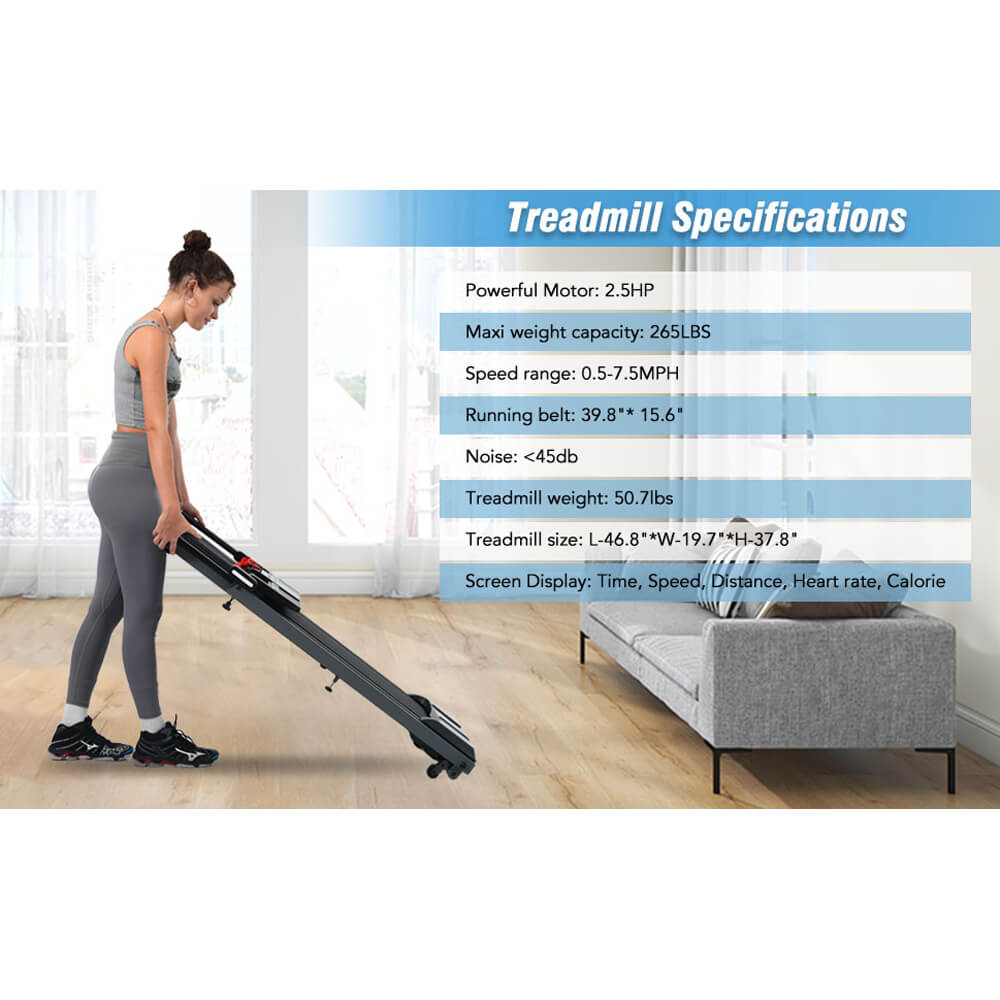 Treadmill Specifications
Powerful Motor: 2.5HP
Maxi weight capacity: 265LBS
Speed range: 0.5-7.5MPH
Running belt: 39.8"* 15.6"
Noise: <45db
Treadmill weight: 50.7lbs
Treadmill size: L-46.8"*W-19.7"*H-37.8"
Screen Display: Time, Speed, Distance, Heart rate, Calorie